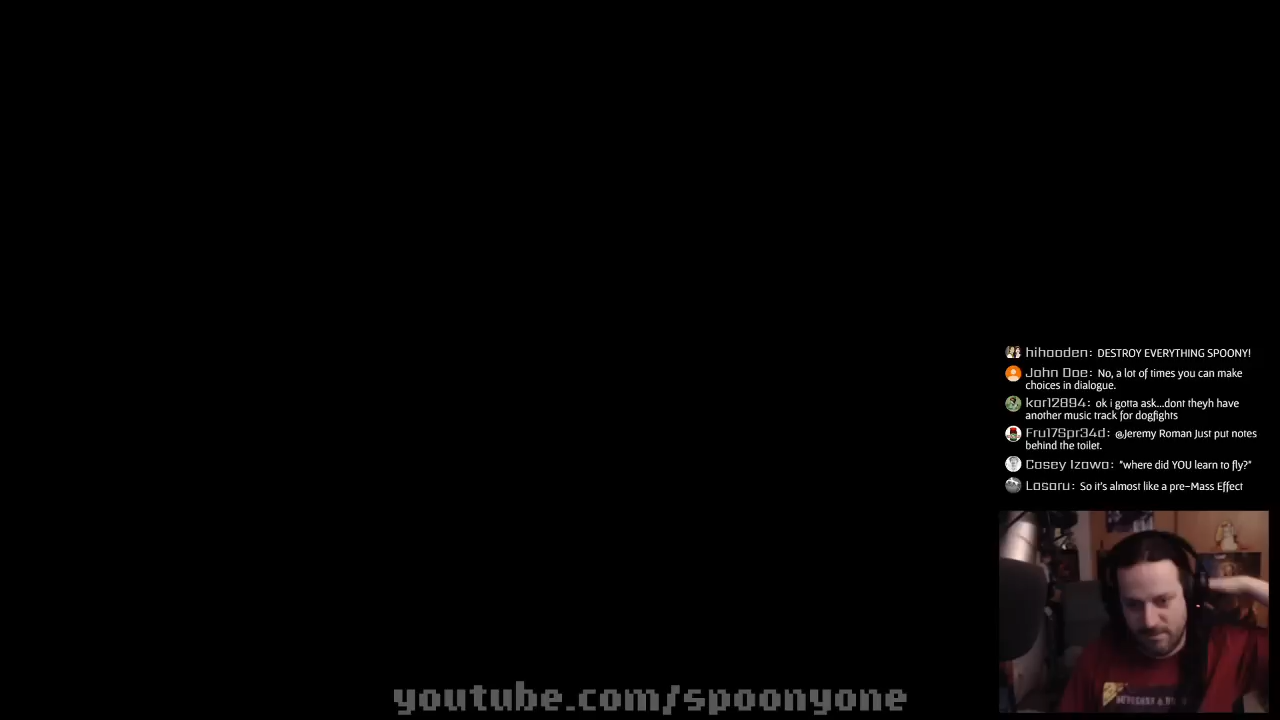 hihooden: DESTROY EVERYTHING SPOONY!
John Doe: No, a lot of times you can make
choices in dialogue.
kor12894: ok i gotta ask...dont theyh have
another music track for dogfights
Fru17Spr34d: @Jeremy Roman Just put notes
behind the toilet.
Casey Izawa: "where did YOU learn to fly?"
Losoru: So it's almost like a pre-Mass Effect
youtube.com/spoonyone